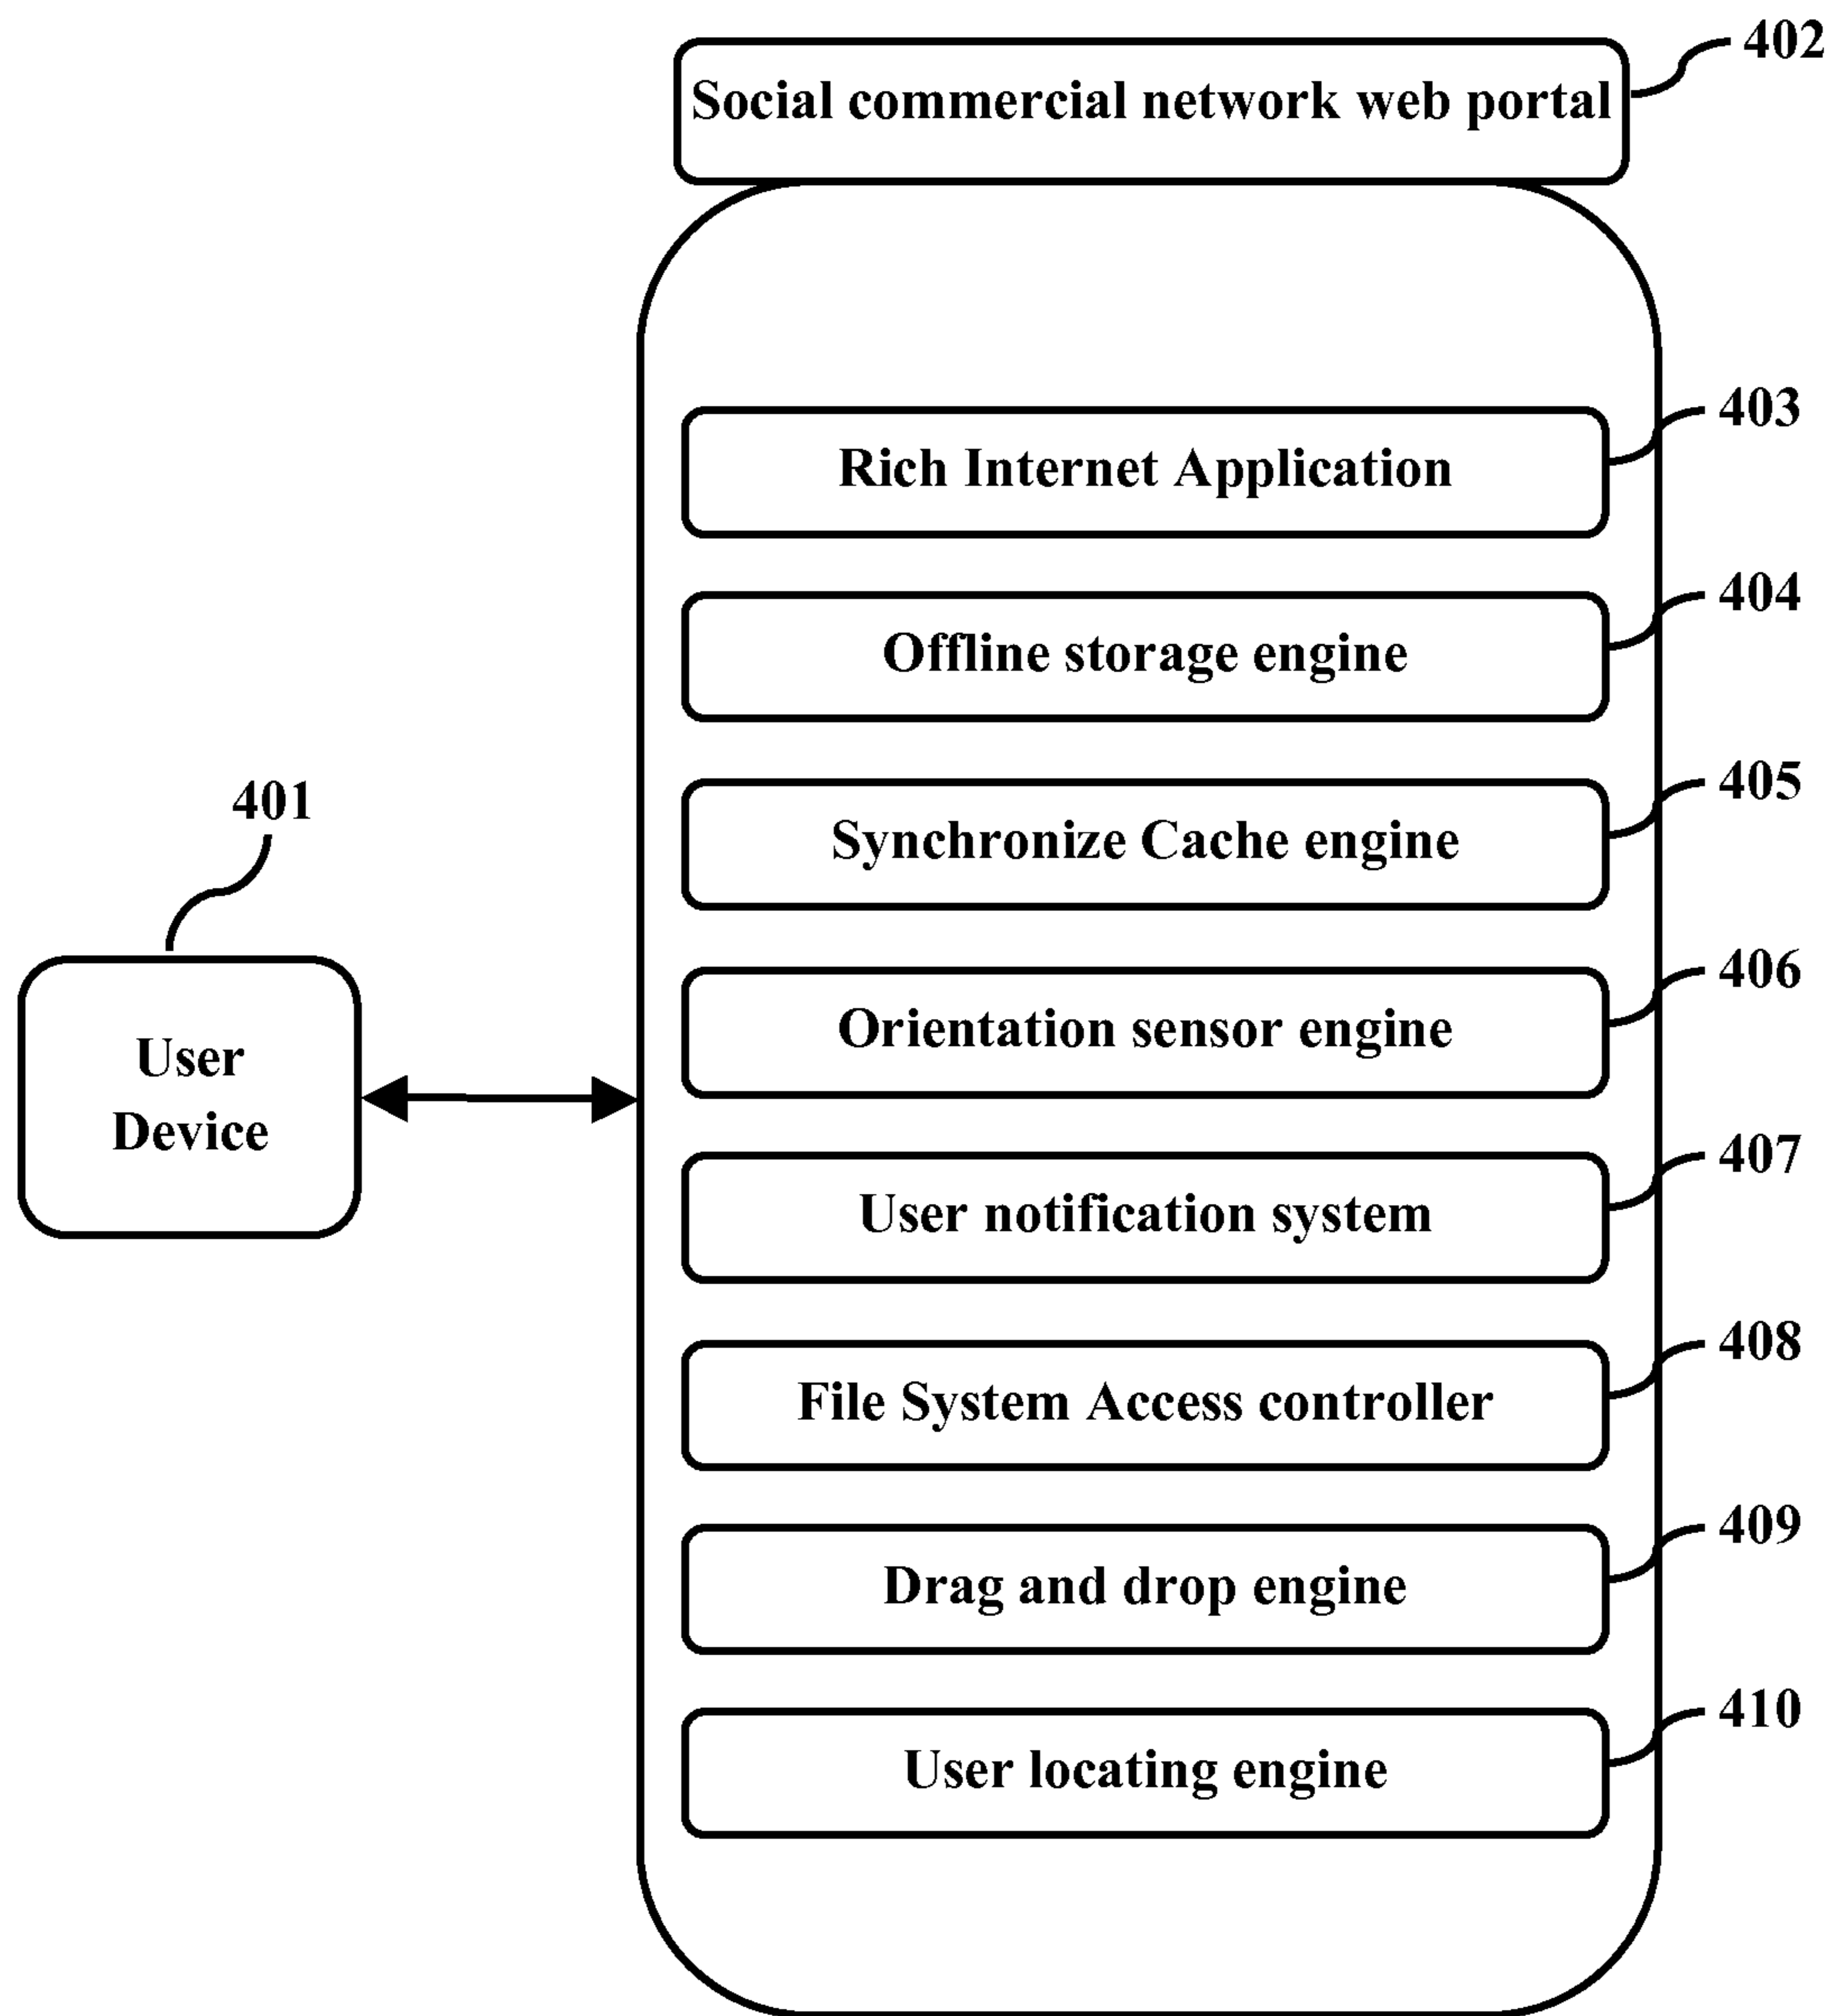 402
Social commercial network web portal
403
Rich Internet Application
404
Offline storage engine
405
Synchronize Cache engine
401
406
Orientation sensor engine
User
Device
407
User notification system
408
File System Access controller
409
Drag and drop engine
410
User locating engine